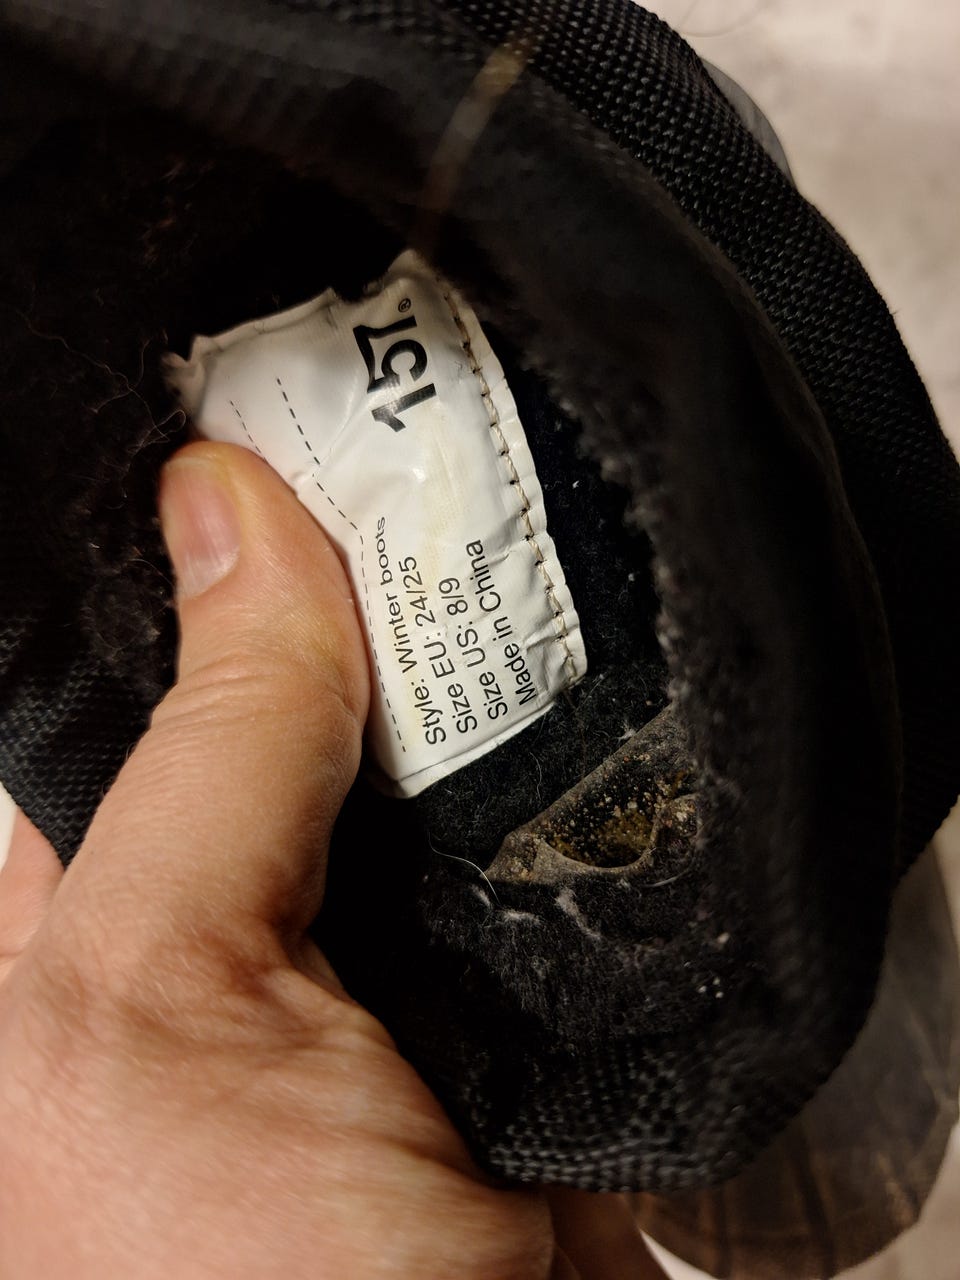 157®
Style: Winter boots
Size EU: 24/25
Size US: 8/9
Made in China